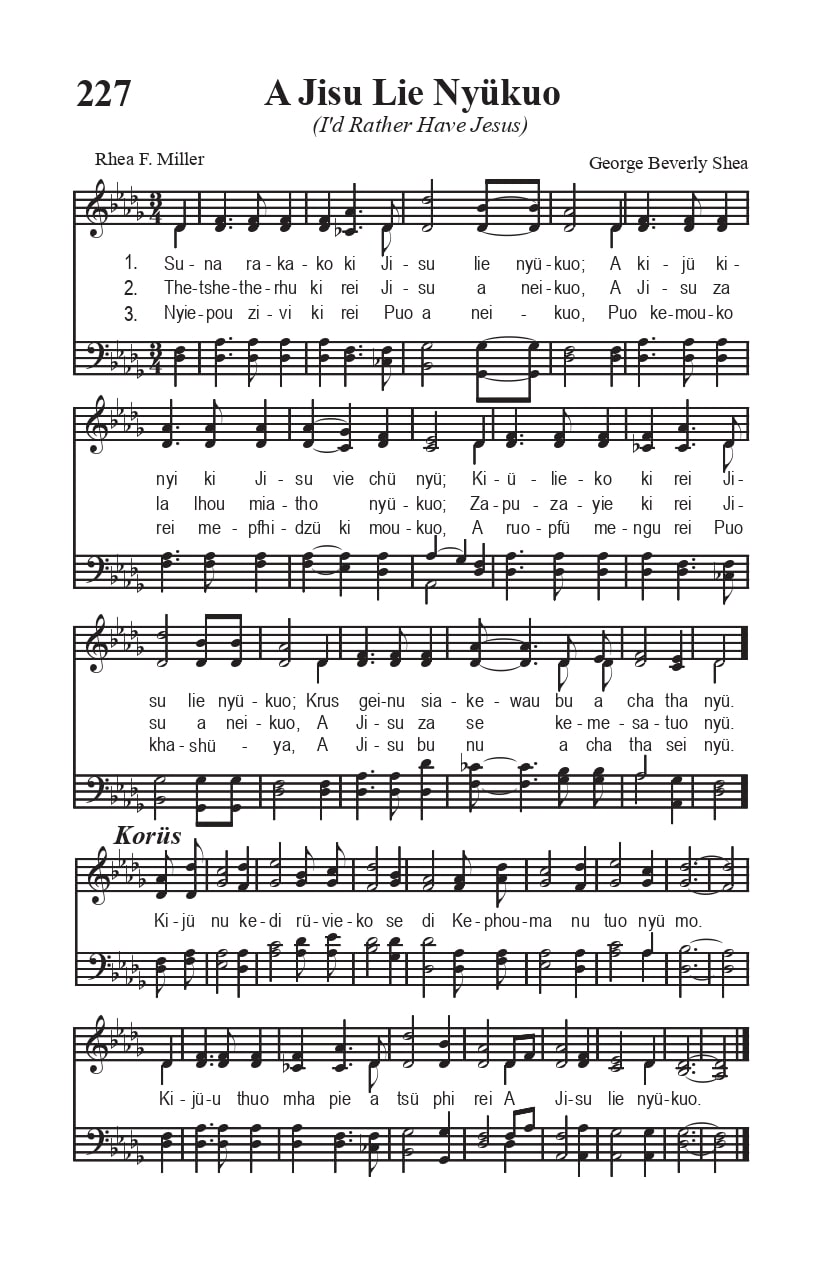 227 A Jisu Lie Nyükuo
(I'd Rather Have Jesus)
Rhea F. Miller George Beverly Shea
1. Su-na ra-ka-ko ki Ji-su lie nyü-kuo; A ki-jü ki-
2. The-tshe-the-rhu ki rei Ji-su a nei-kuo, A Ji-su za
3. Nyie-pou zi-vi ki rei Puo a nei-kuo, Puo ke-mou-ko
nyi ki Ji-su vie chü nyü; Ki-ü-lie-ko ki rei Ji-
la lhou mia-tho nyü-kuo; Za-pu-za-yie ki rei Ji-
rei me-pfhi-dzü ki mou-kuo, A ruo-pfü me-ngu rei Puo
su lie nyü-kuo; Krus gei-nu sia-ke-wau bu a cha tha nyü.
su a nei-kuo, A Ji-su za se ke-me-sa-tuo nyü.
kha-shü-ya, A Ji-su bu nu a cha tha sei nyü.
Korüs
Ki-jü nu ke-di rü-vie-ko se di Ke-phou-ma nu tuo nyü mo.
Ki-jü-u thuo mha pie a tsü phi rei A Ji-su lie nyü-kuo.